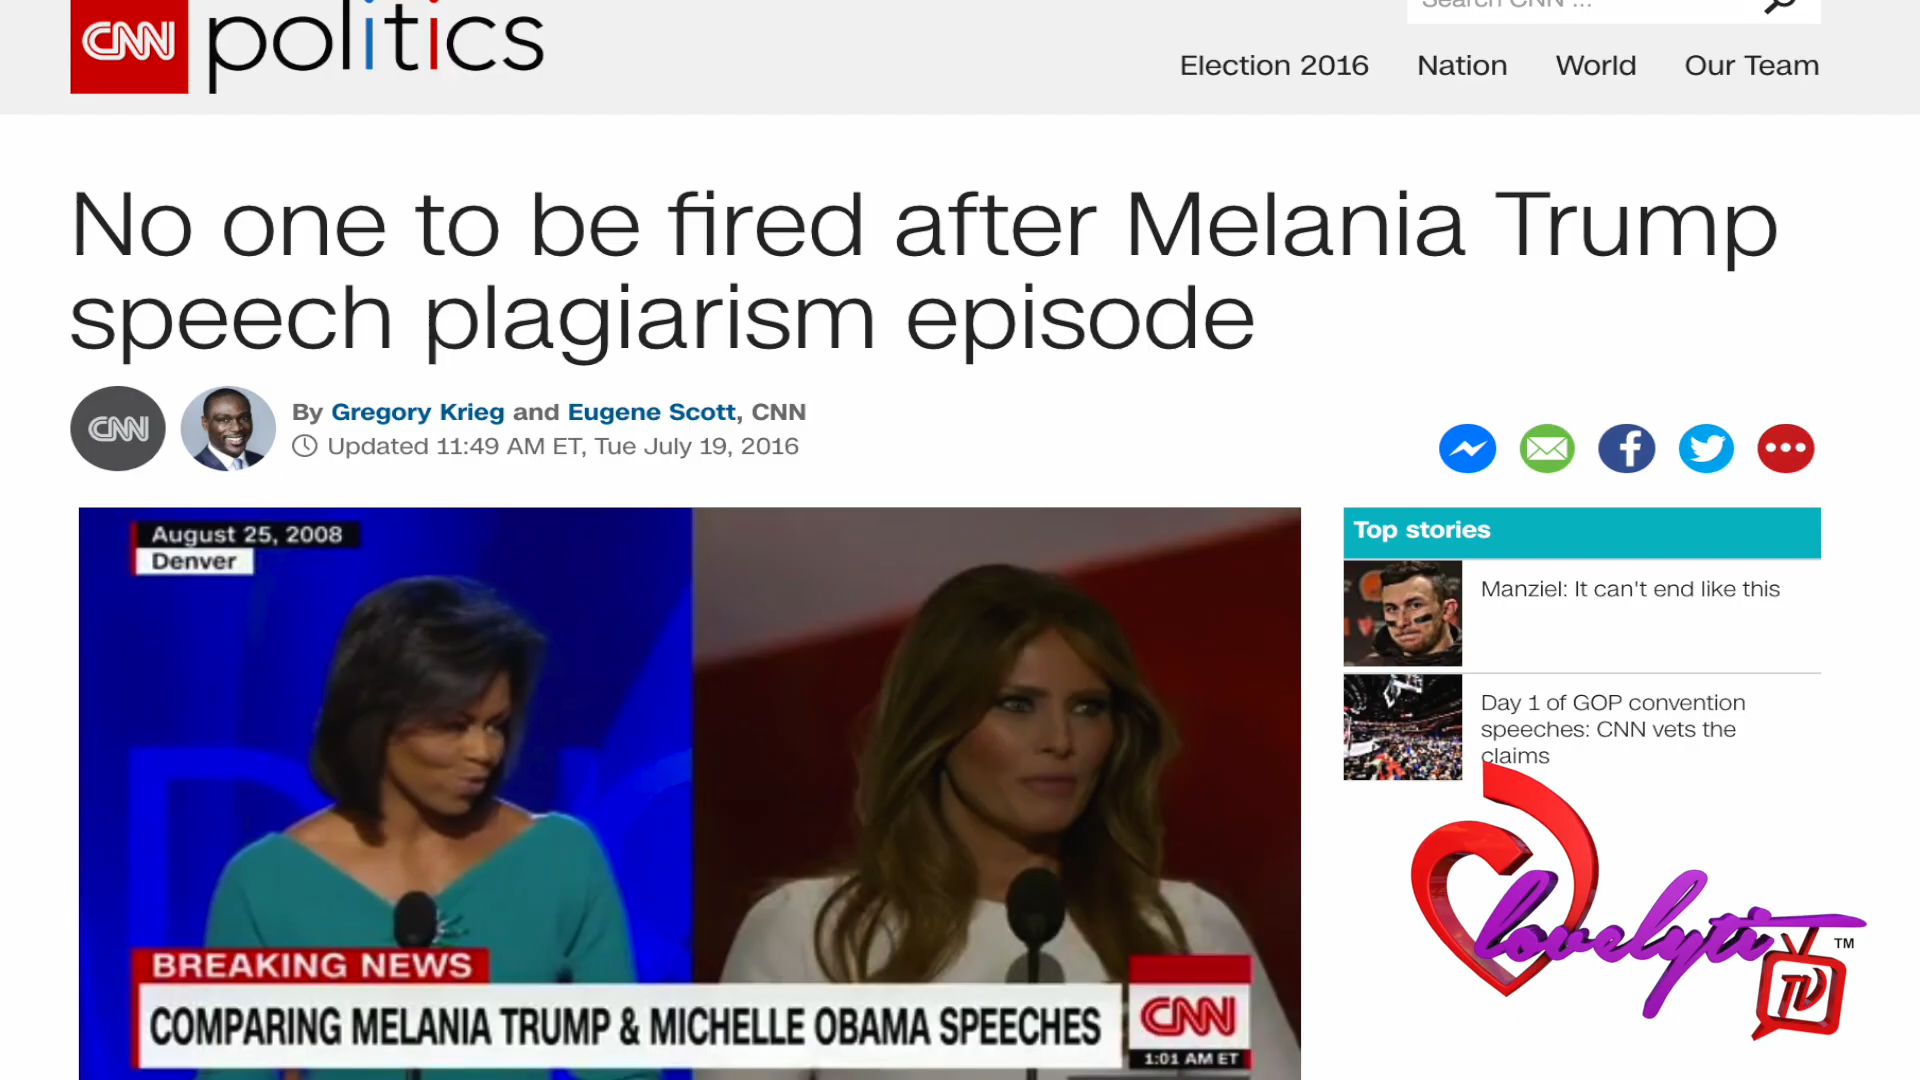 CNN politics
Search CNN ...
Election 2016 Nation World Our Team
No one to be fired after Melania Trump
speech plagiarism episode
CNN
By Gregory Krieg and Eugene Scott, CNN
Updated 11:49 AM ET, Tue July 19, 2016
August 25, 2008
Denver
BREAKING NEWS
COMPARING MELANIA TRUMP & MICHELLE OBAMA SPEECHES
CNN
1:01 AM ET
Top stories
Manziel: It can't end like this
Day 1 of GOP convention
speeches: CNN vets the
claims
lovelyti
TV
TM